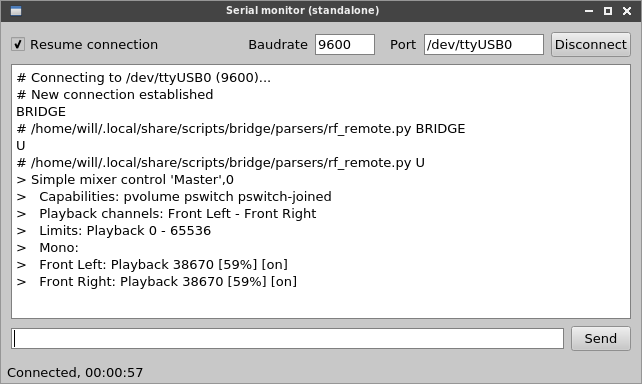 Serial monitor (standalone)
Resume connection Baudrate 9600 Port /dev/ttyUSB0 Disconnect
# Connecting to /dev/ttyUSB0 (9600)...
# New connection established
BRIDGE
# /home/will/.local/share/scripts/bridge/parsers/rf_remote.py BRIDGE
U
# /home/will/.local/share/scripts/bridge/parsers/rf_remote.py U
> Simple mixer control 'Master',0
>   Capabilities: pvolume pswitch pswitch-joined
>   Playback channels: Front Left - Front Right
>   Limits: Playback 0 - 65536
>   Mono:
>   Front Left: Playback 38670 [59%] [on]
>   Front Right: Playback 38670 [59%] [on]
Send
Connected, 00:00:57